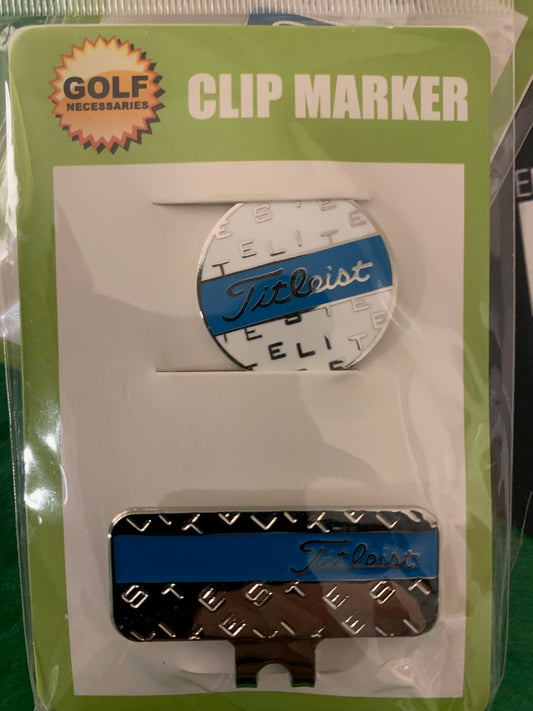 GOLF
NECESSARIES
CLIP MARKER
E S T E
T E L I T E
Titleist
T E S T E
T E L I T E
Titleist
S T E S T E S T